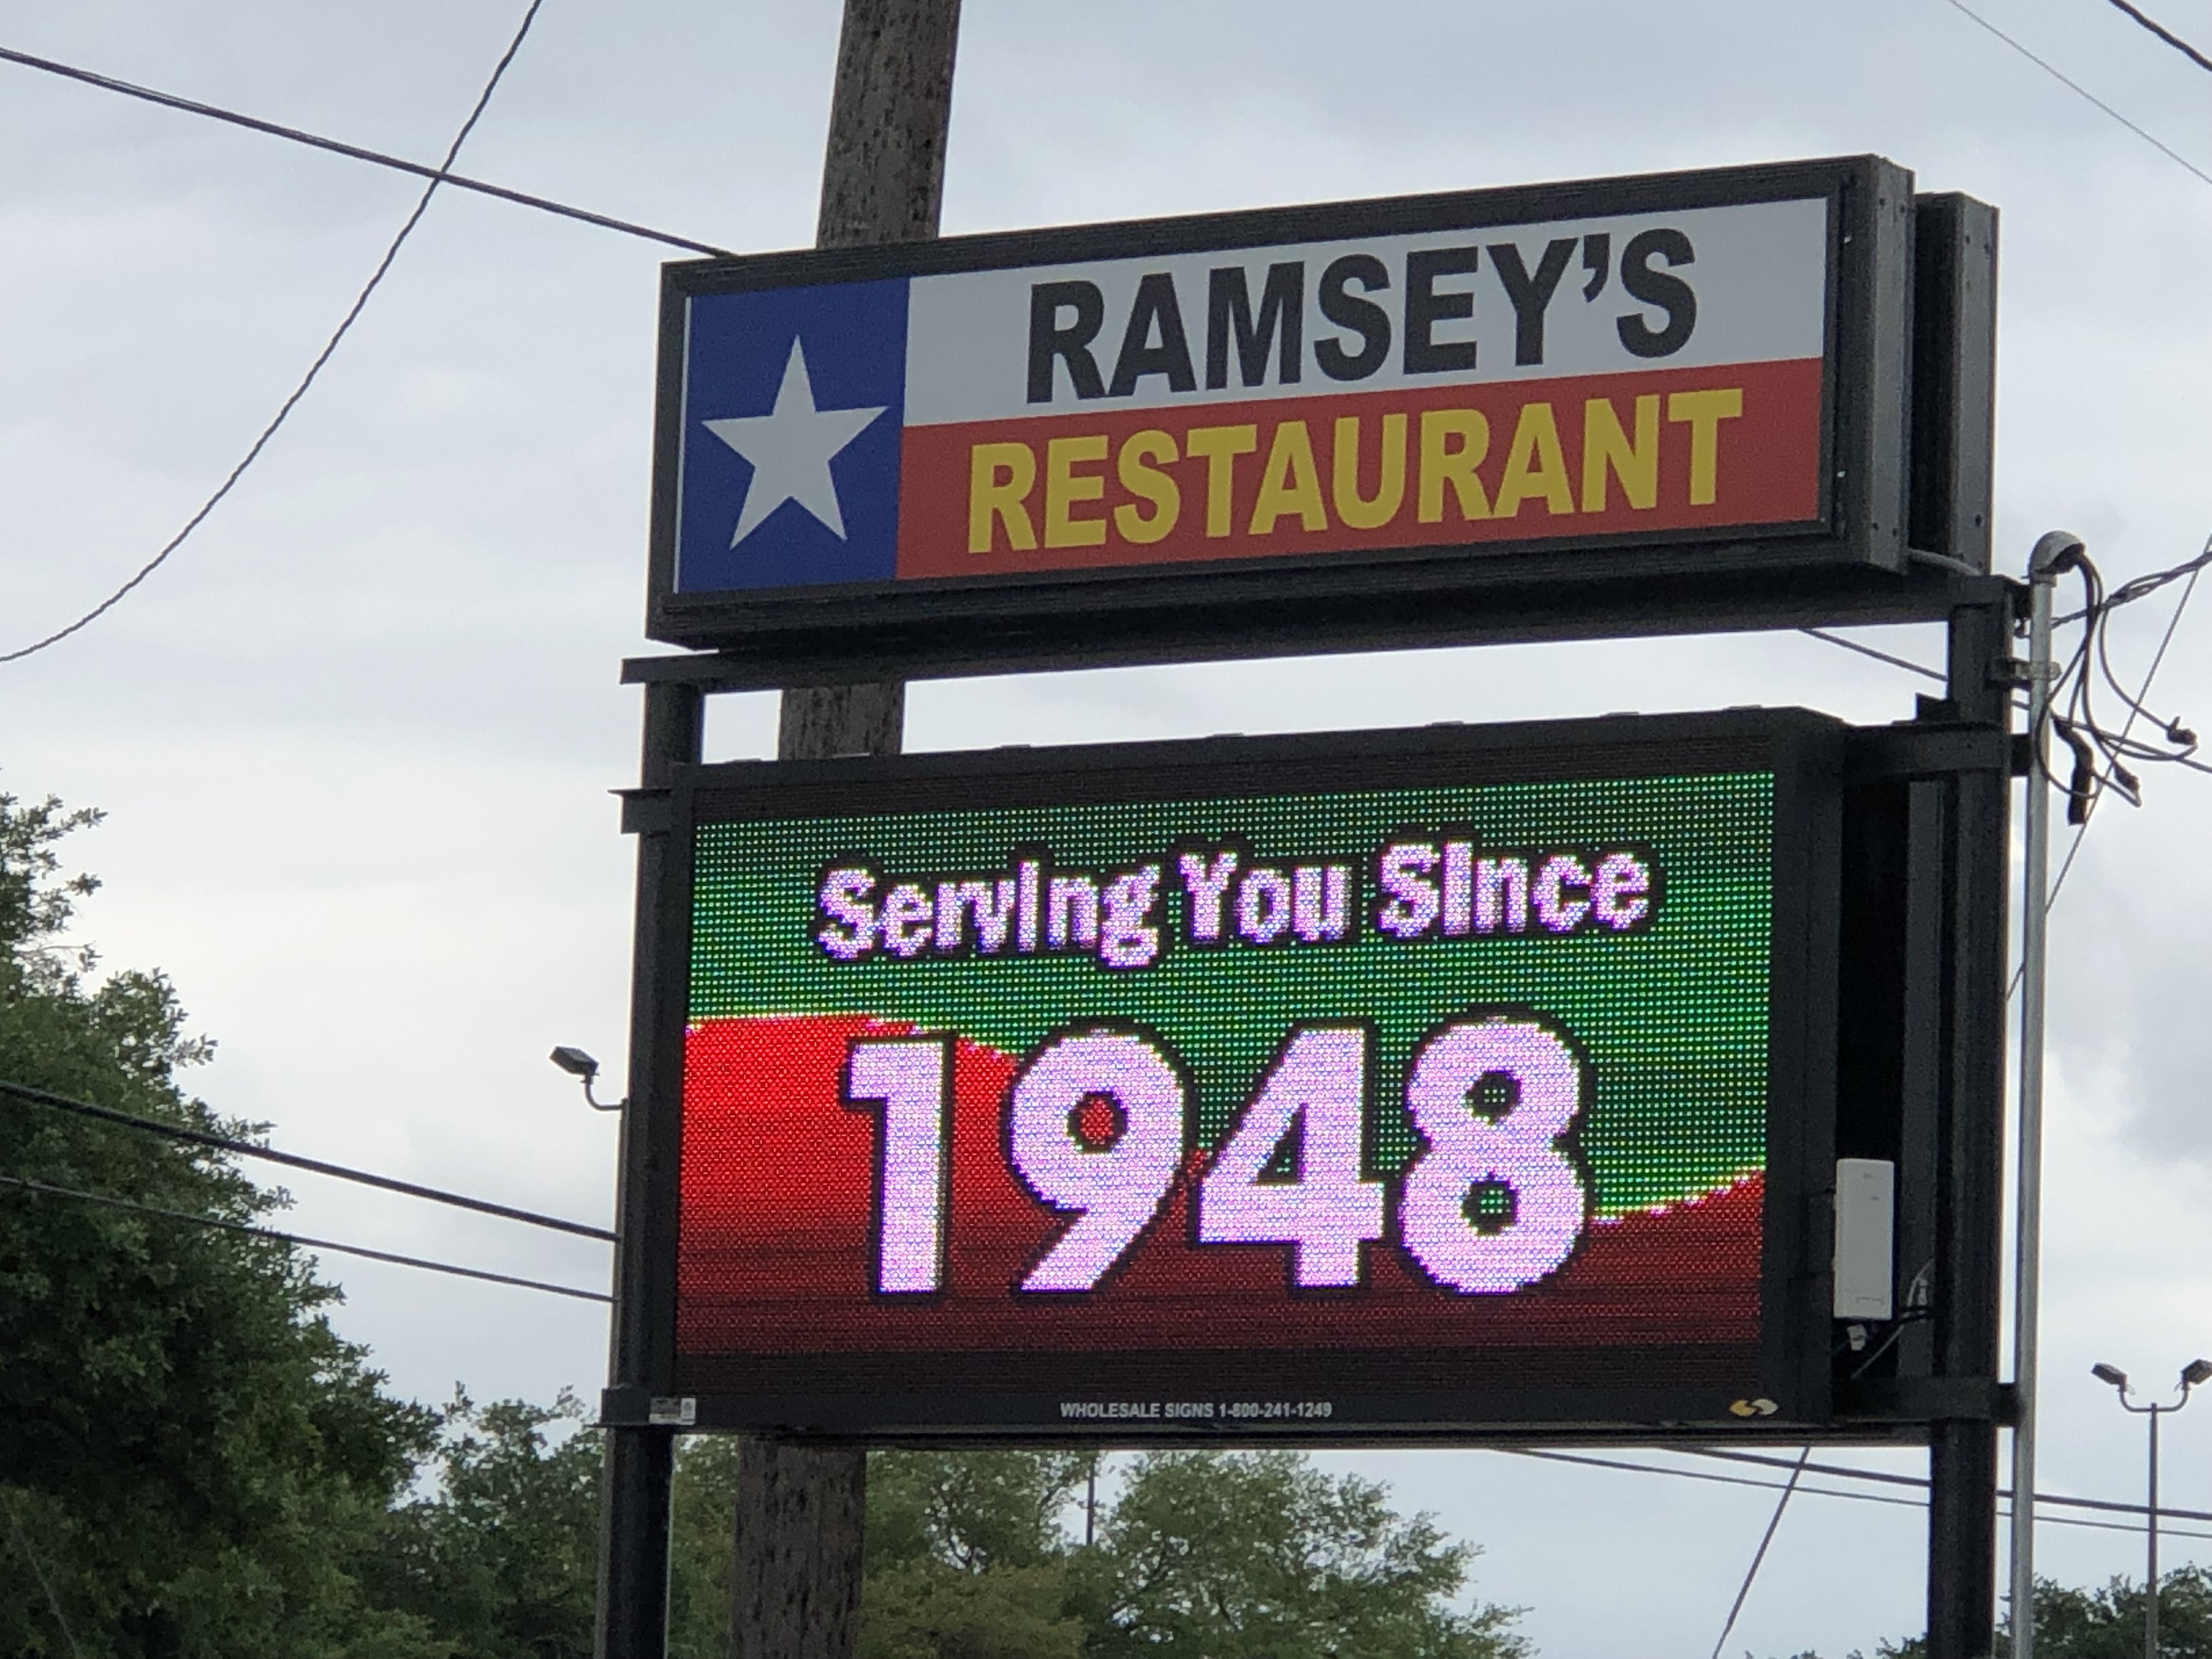 RAMSEY'S
RESTAURANT
Serving You Since
1948
WHOLESALE SIGNS 1-800-241-1249